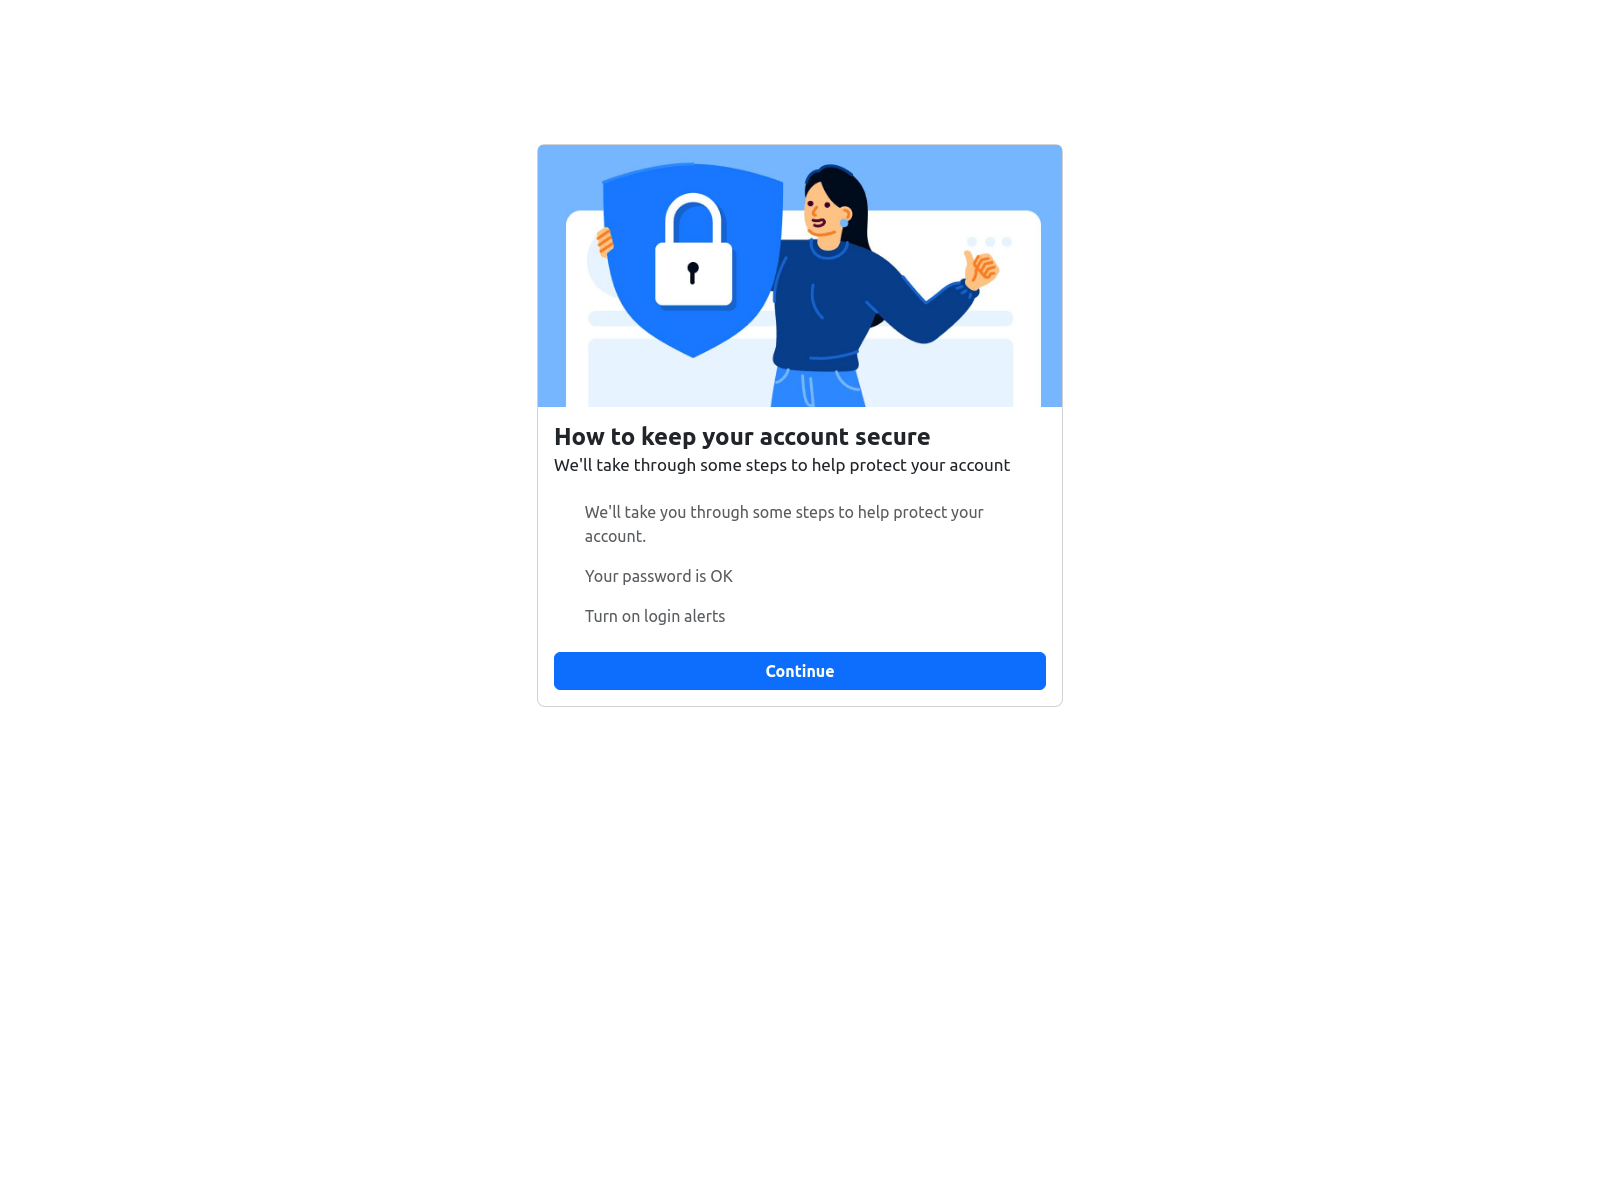 How to keep your account secure
We'll take through some steps to help protect your account
We'll take you through some steps to help protect your
account.
Your password is OK
Turn on login alerts
Continue